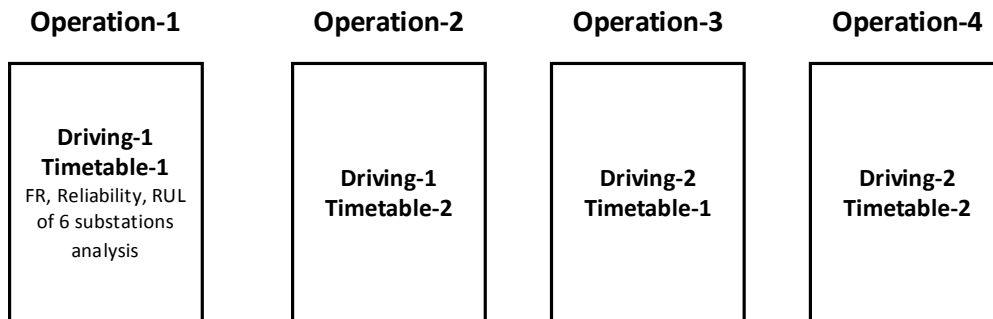 Operation-1
Operation-2
Operation-3
Operation-4
Driving-1
Timetable-1
FR, Reliability, RUL
of 6 substations
analysis
Driving-1
Timetable-2
Driving-2
Timetable-1
Driving-2
Timetable-2